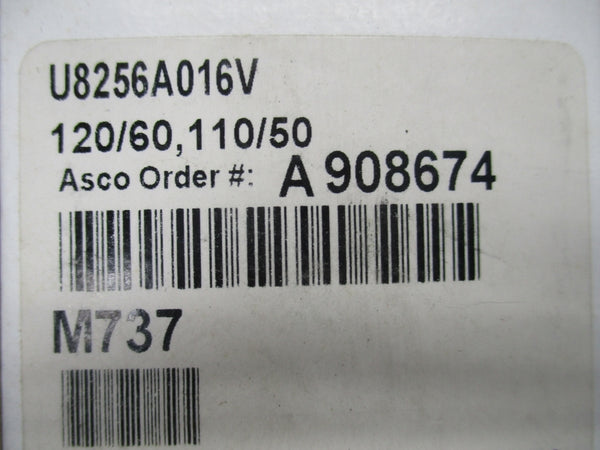 U8256A016V
120/60,110/50
Asco Order #: A 908674
M737